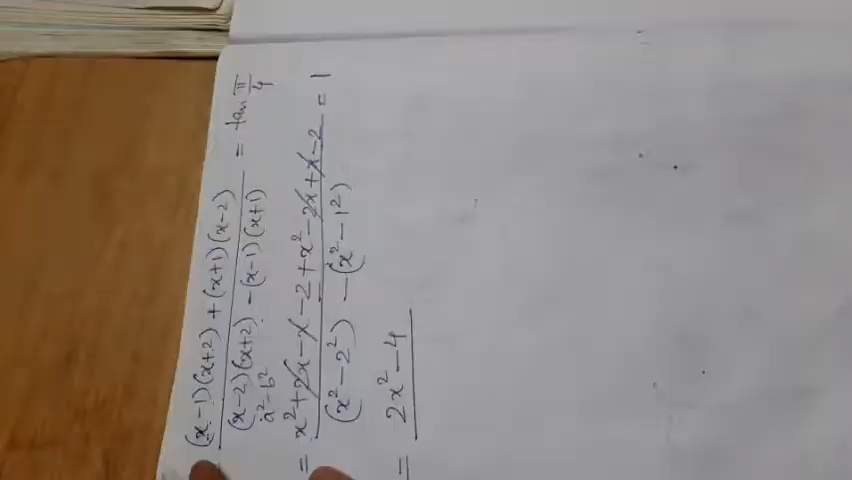 (x-1)(x+2) + (x+1)(x-2) / (x-2)(x+2) - (x-1)(x+1) = tan π/4
a²-b²
= x²+2x-x-2+x²-2x+x-2 / (x²-2²) - (x²-1²) = 1
= 2x²-4